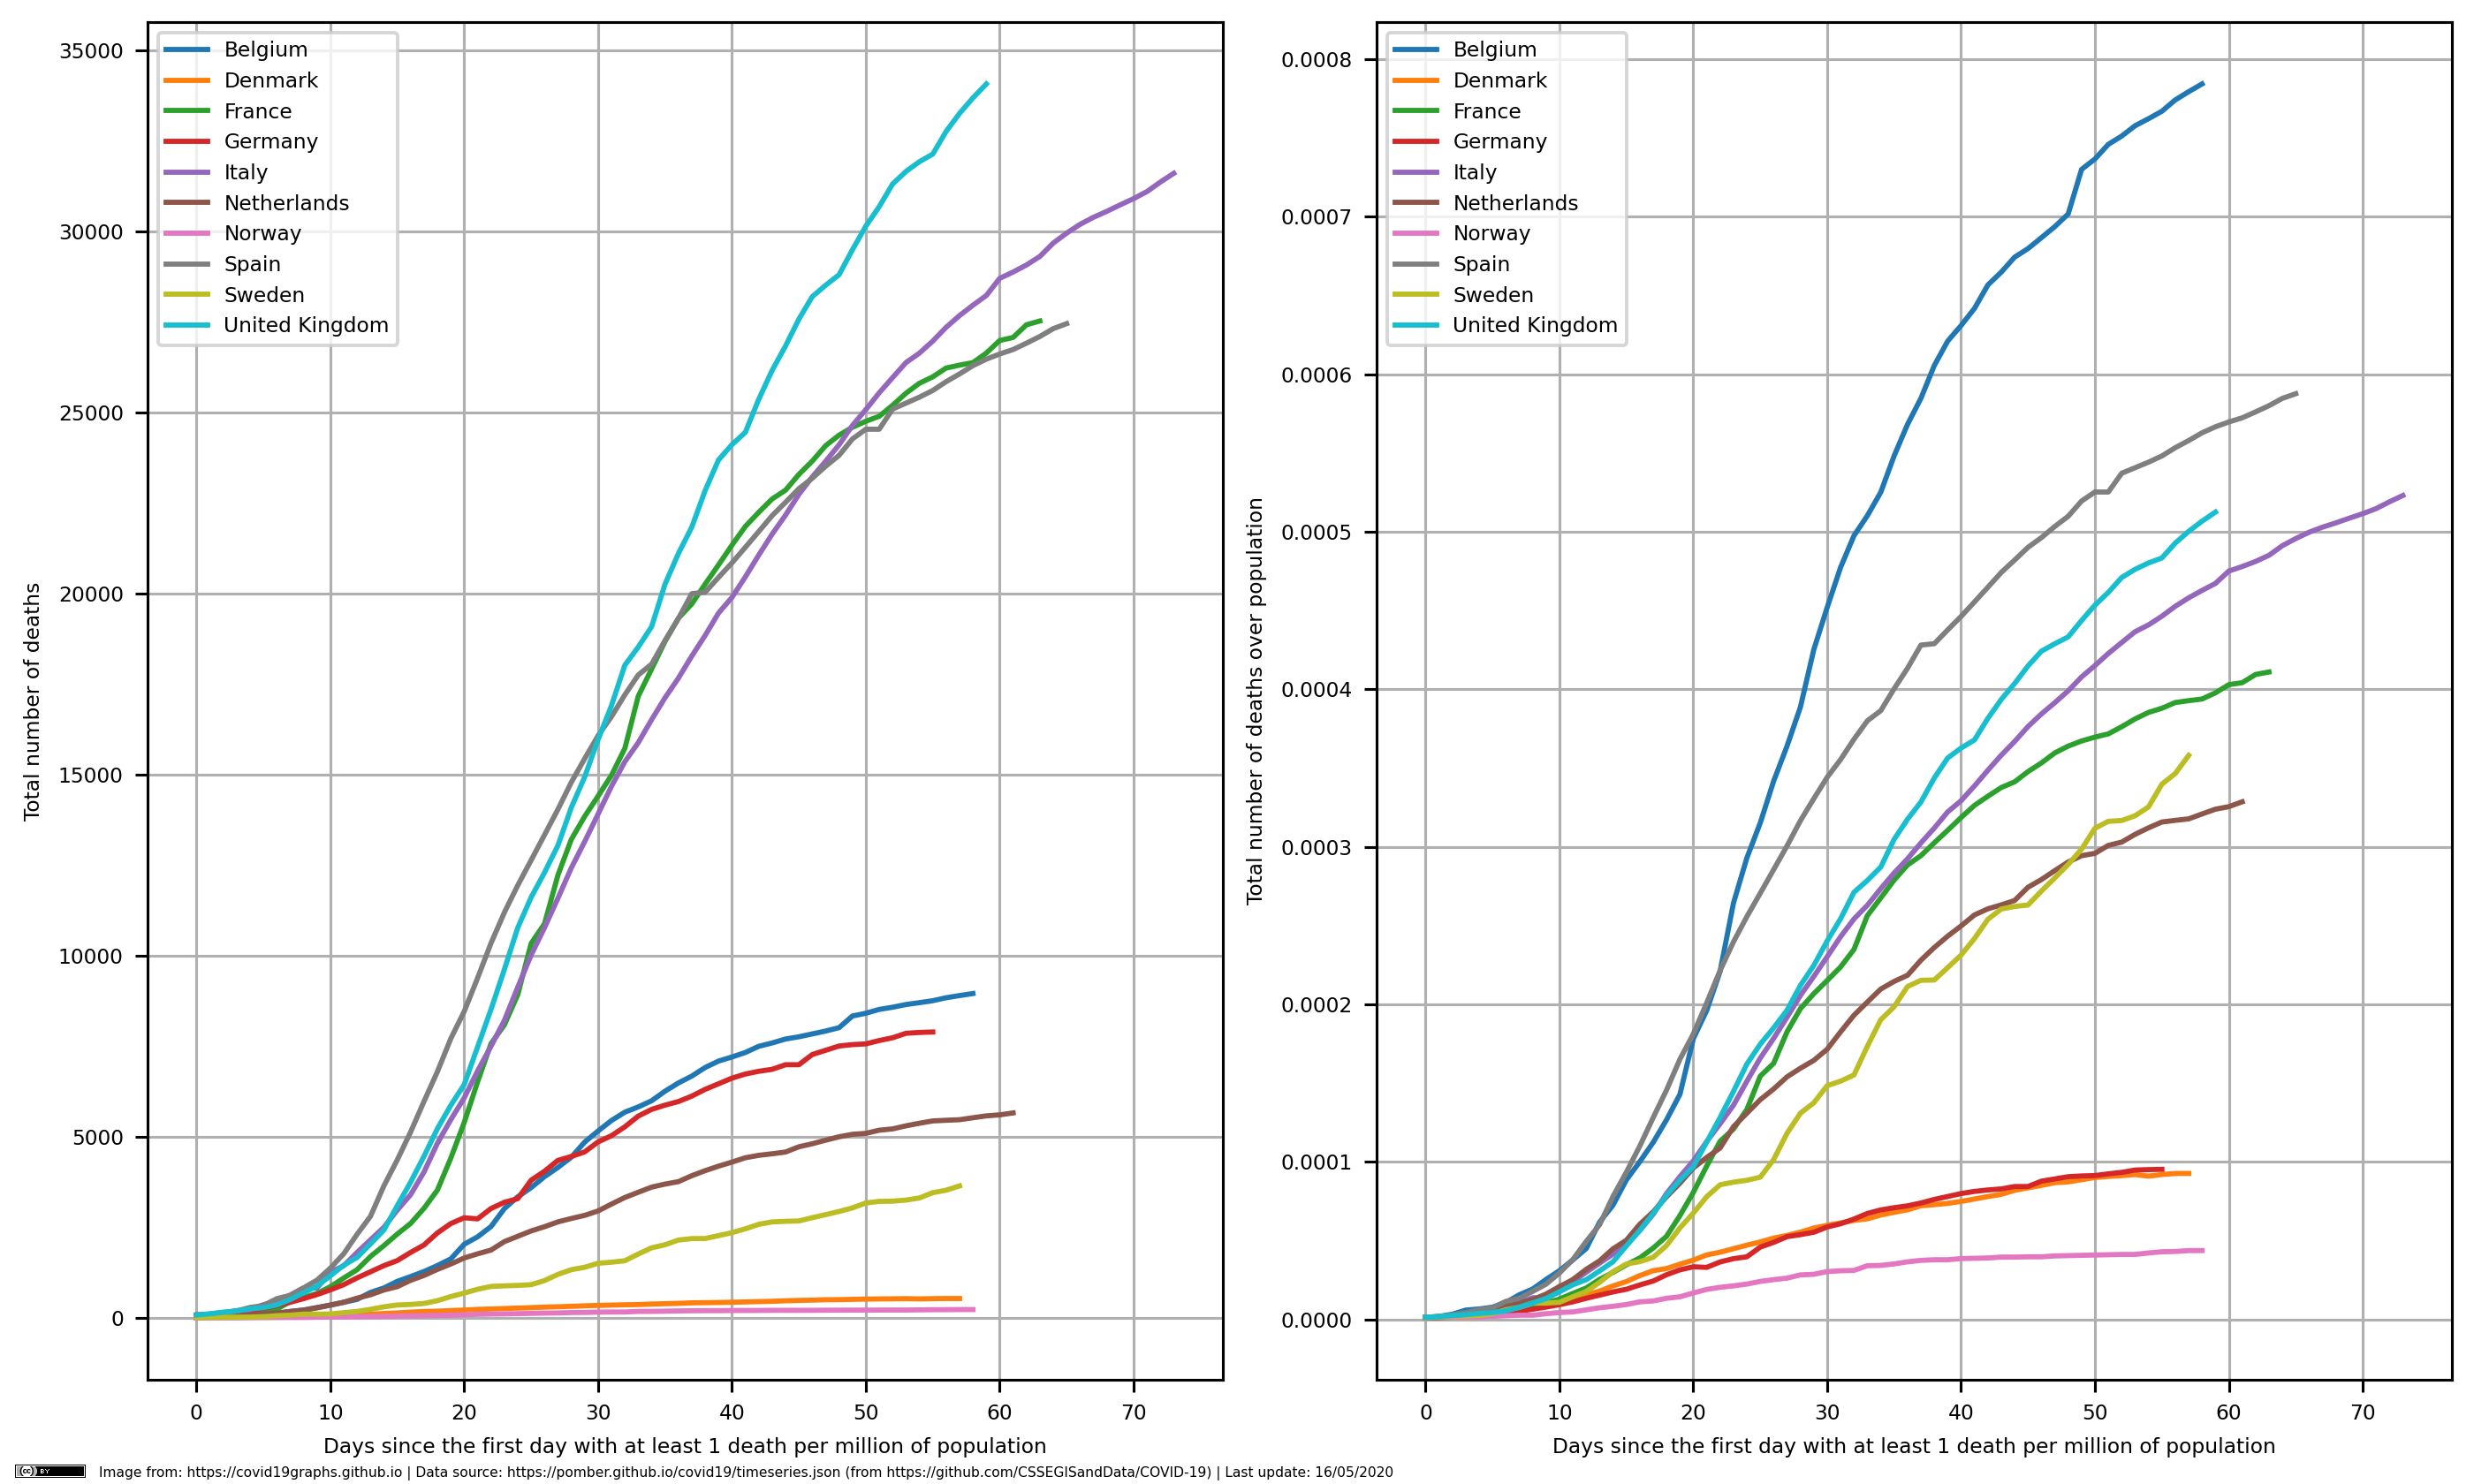 35000
30000
25000
20000
15000
10000
5000
0
Total number of deaths
Belgium
Denmark
France
Germany
Italy
Netherlands
Norway
Spain
Sweden
United Kingdom
0 10 20 30 40 50 60 70
Days since the first day with at least 1 death per million of population
0.0008
0.0007
0.0006
0.0005
0.0004
0.0003
0.0002
0.0001
0.0000
Total number of deaths over population
Belgium
Denmark
France
Germany
Italy
Netherlands
Norway
Spain
Sweden
United Kingdom
0 10 20 30 40 50 60 70
Days since the first day with at least 1 death per million of population
(cc) BY Image from: https://covid19graphs.github.io | Data source: https://pomber.github.io/covid19/timeseries.json (from https://github.com/CSSEGISandData/COVID-19) | Last update: 16/05/2020